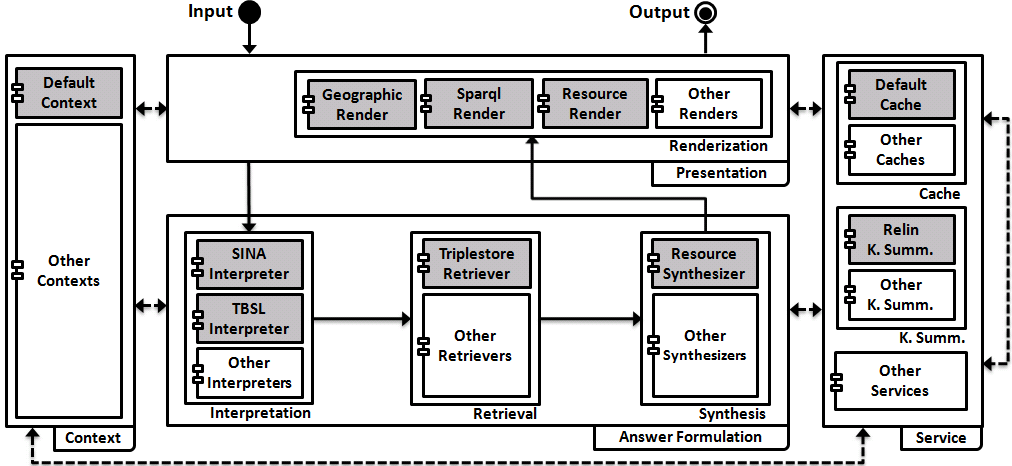 Input
Output
Default
Context
Other
Contexts
Context
Geographic
Render
Sparql
Render
Resource
Render
Other
Renders
Renderization
Presentation
SINA
Interpreter
TBSL
Interpreter
Other
Interpreters
Interpretation
Triplestore
Retriever
Other
Retrievers
Retrieval
Resource
Synthesizer
Other
Synthesizers
Synthesis
Answer Formulation
Default
Cache
Other
Caches
Cache
Relin
K. Summ.
Other
K. Summ.
K. Summ.
Other
Services
Service